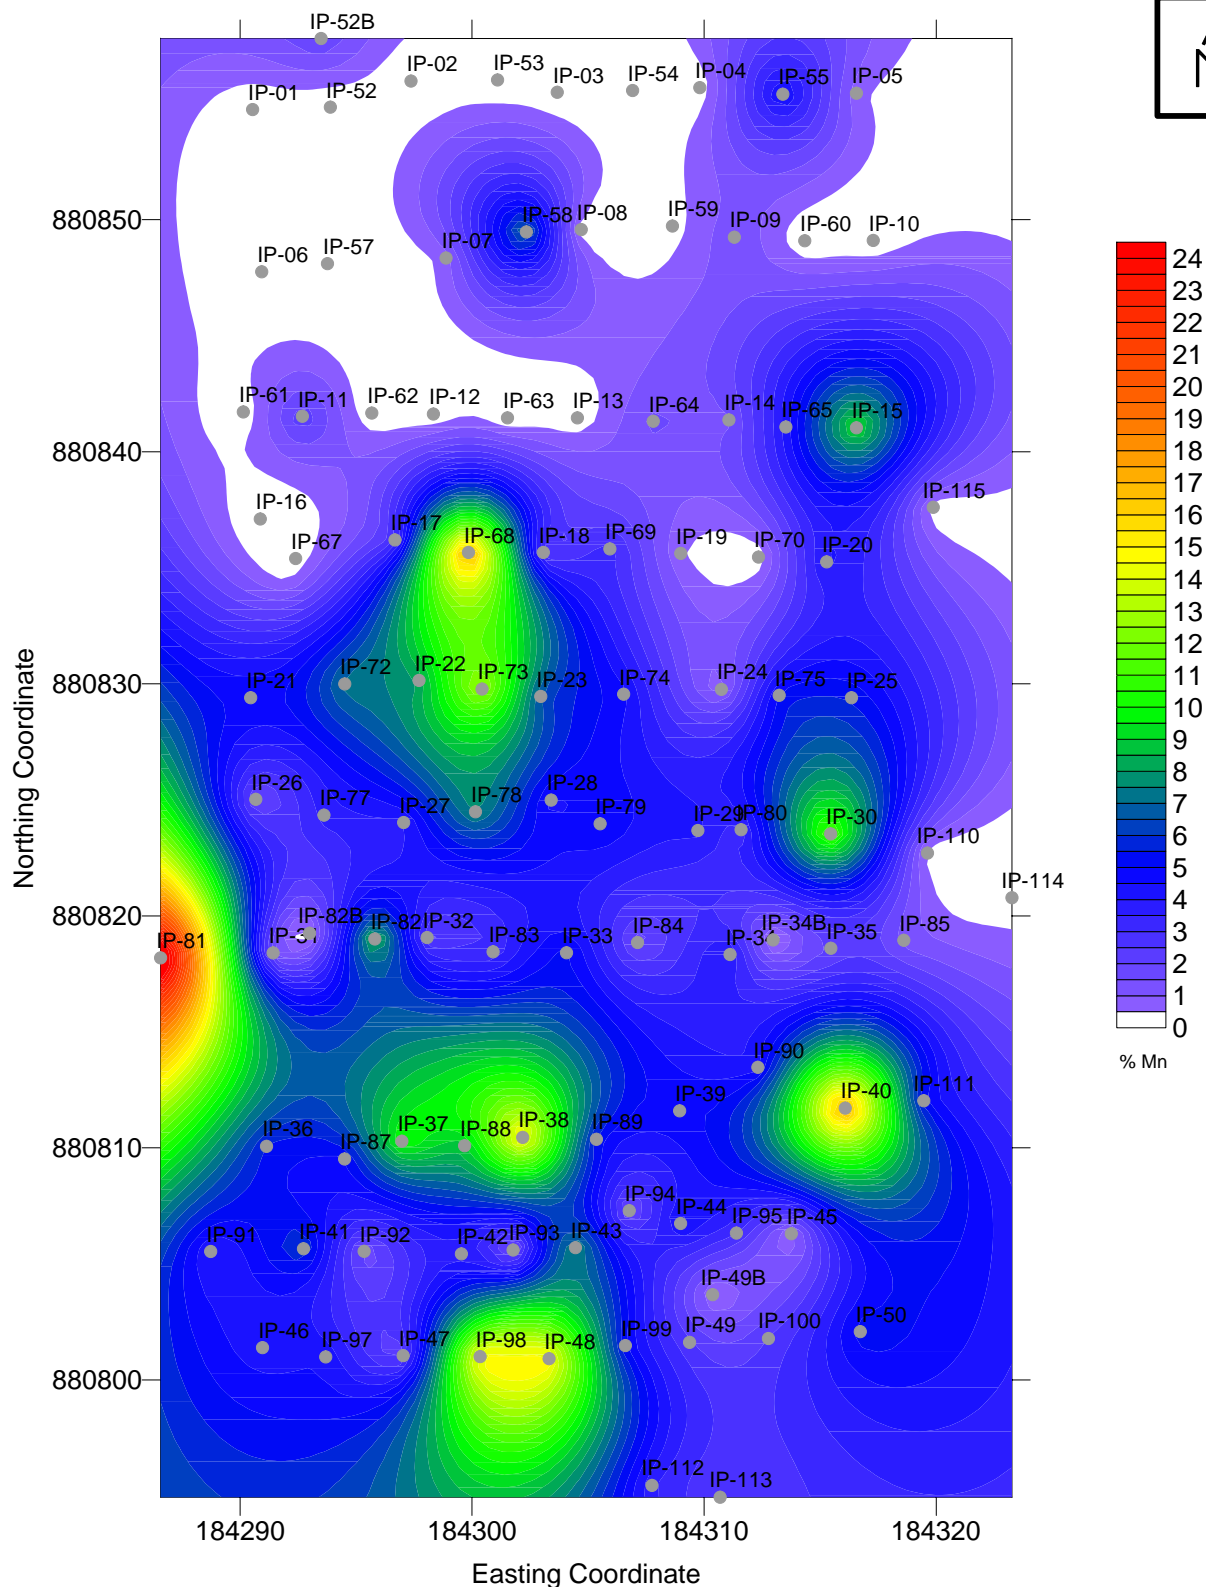 IP-52B
IP-02 IP-53 IP-03 IP-54 IP-04 IP-55 IP-05
IP-01 IP-52
N
880850
IP-58 IP-08 IP-59 IP-09 IP-60 IP-10
IP-06 IP-57 IP-07
24
23
22
21
20
19
18
17
16
15
14
13
12
11
10
9
8
7
6
5
4
3
2
1
0
% Mn
IP-61 IP-11 IP-62 IP-12 IP-63 IP-13 IP-64 IP-14 IP-65 IP-15
880840
IP-16 IP-115
IP-67 IP-17 IP-68 IP-18 IP-69 IP-19 IP-70 IP-20
Northing Coordinate
880830
IP-21 IP-72 IP-22 IP-73 IP-23 IP-74 IP-24 IP-75 IP-25
IP-26 IP-77 IP-27 IP-78 IP-28 IP-79 IP-29 IP-80 IP-30
IP-110
IP-114
880820
IP-81 IP-31 IP-82B IP-82 IP-32 IP-83 IP-33 IP-84 IP-34 IP-34B IP-35 IP-85
IP-90
IP-39 IP-40 IP-111
880810
IP-36 IP-87 IP-37 IP-88 IP-38 IP-89
IP-94 IP-44 IP-95 IP-45
IP-91 IP-41 IP-92 IP-42 IP-93 IP-43
IP-49B
IP-46 IP-97 IP-47 IP-98 IP-48 IP-99 IP-49 IP-100 IP-50
880800
IP-112 IP-113
184290 184300 184310 184320
Easting Coordinate